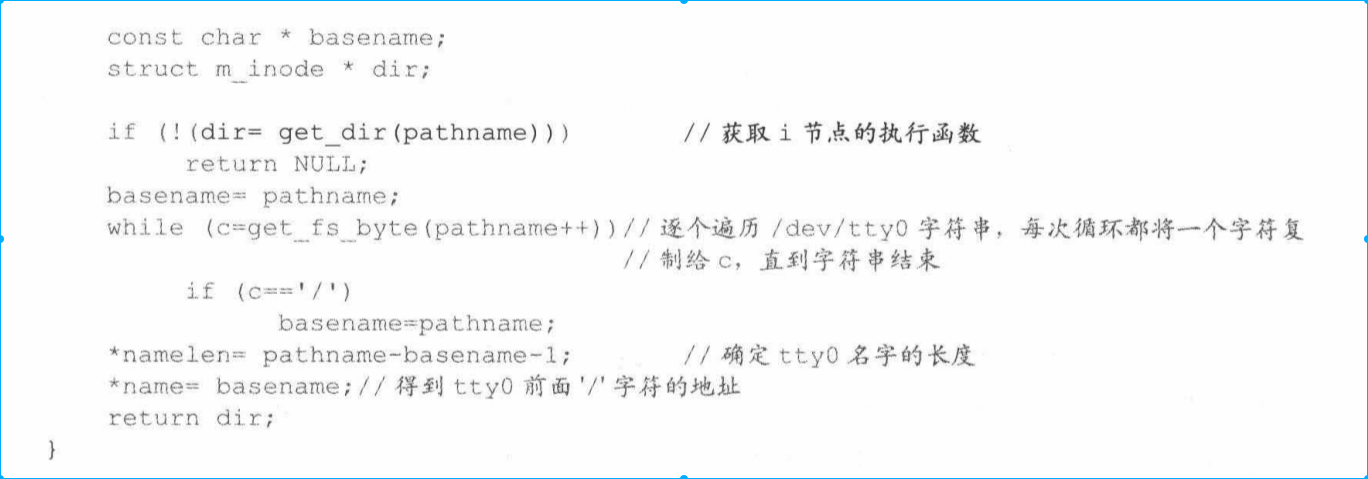 const char * basename;
struct m_inode * dir;
if (!(dir= get_dir(pathname))) // 获取 i 节点的执行函数
return NULL;
basename= pathname;
while (c=get_fs_byte(pathname++))// 逐个遍历 /dev/tty0 字符串，每次循环都将一个字符复
// 制给 c，直到字符串结束
if (c=='/')
basename=pathname;
*namelen= pathname-basename-1; // 确定 tty0 名字的长度
*name= basename;// 得到 tty0 前面 '/' 字符的地址
return dir;
}